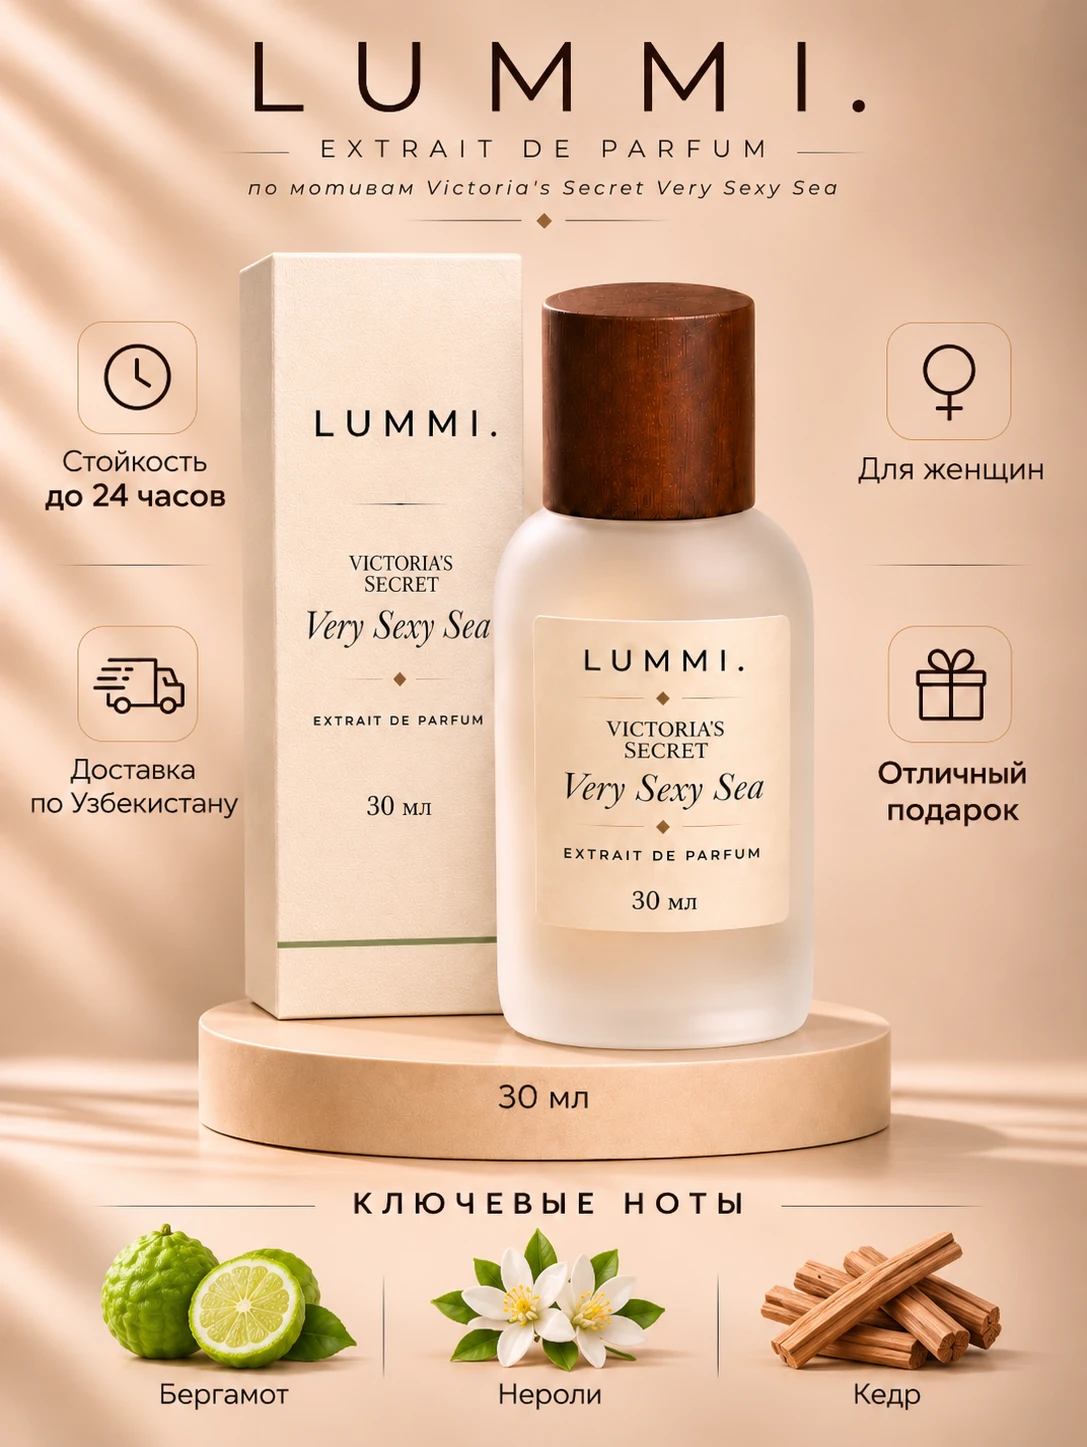 LUMMI.
EXTRAIT DE PARFUM
по мотивам Victoria's Secret Very Sexy Sea
Стойкость
до 24 часов
Для женщин
Доставка
по Узбекистану
Отличный
подарок
LUMMI.
VICTORIA'S
SECRET
Very Sexy Sea
EXTRAIT DE PARFUM
30 мл
LUMMI.
VICTORIA'S
SECRET
Very Sexy Sea
EXTRAIT DE PARFUM
30 мл
30 мл
КЛЮЧЕВЫЕ НОТЫ
Бергамот
Нероли
Кедр